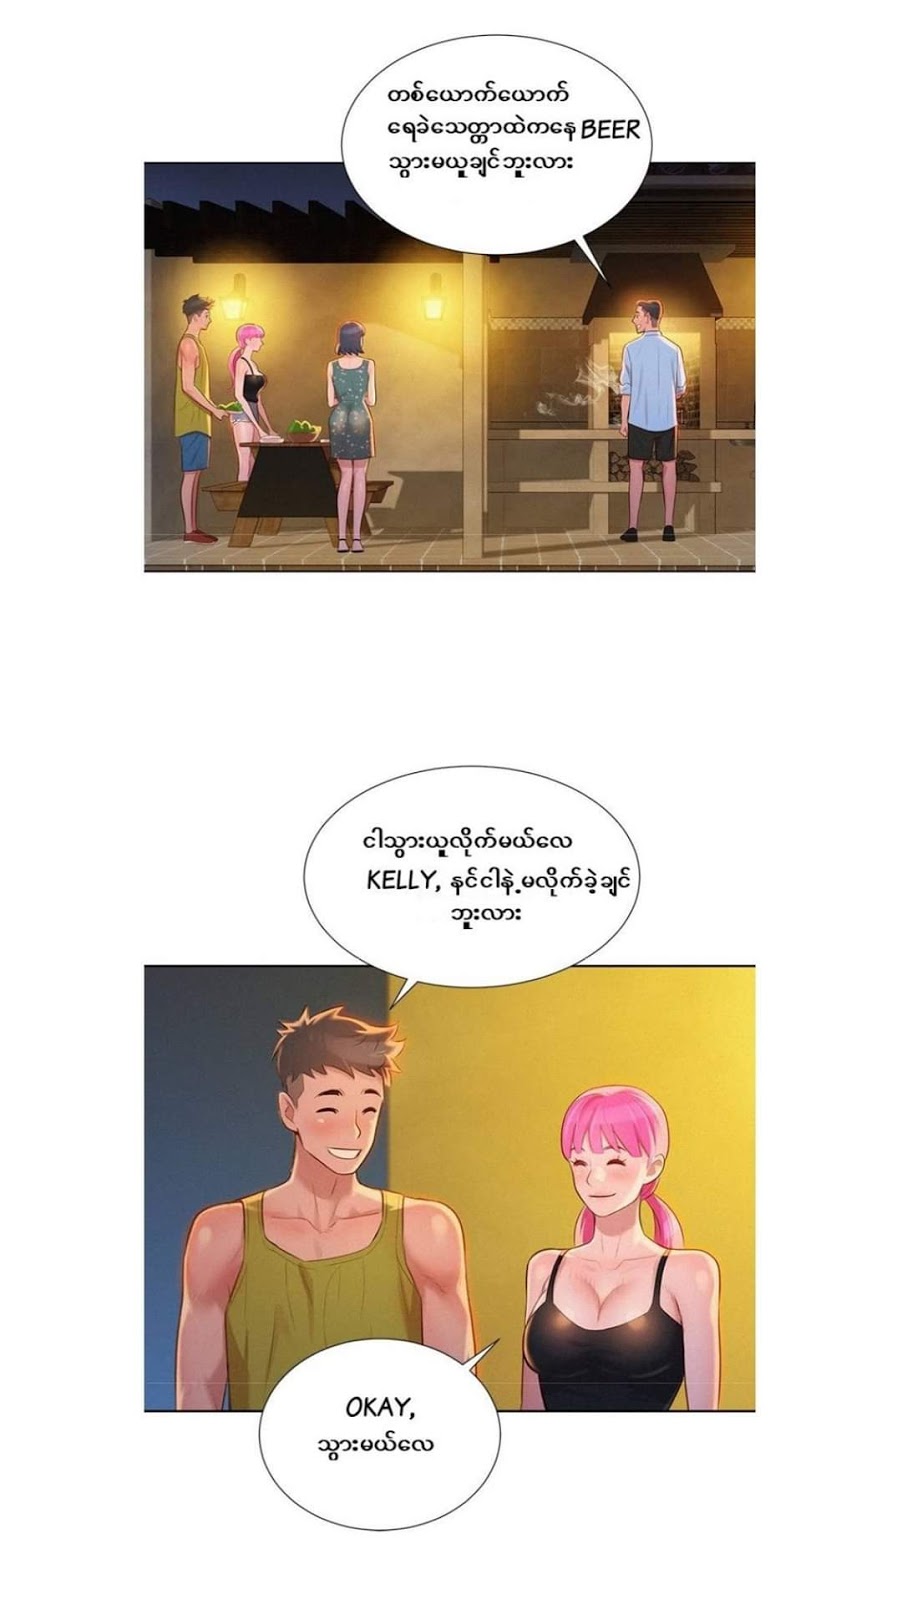 တစ်ယောက်ယောက်
ရေခဲသေတ္တာထဲကနေ BEER
သွားမယူချင်ဘူးလား
ငါသွားယူလိုက်မယ်လေ
KELLY, နင်ငါနဲ့မလိုက်ခဲ့ချင်
ဘူးလား
OKAY,
သွားမယ်လေ